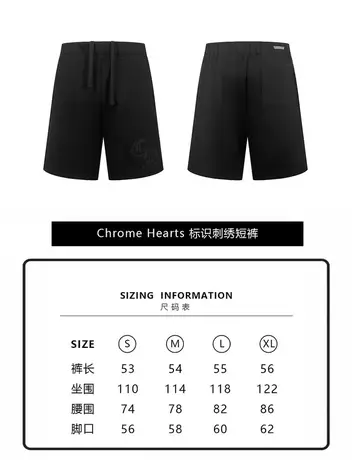 Chrome Hearts 标识刺绣短裤
SIZING INFORMATION
尺码表
SIZE S M L XL
裤长 53 54 55 56
坐围 110 114 118 122
腰围 74 78 82 86
脚口 56 58 60 62